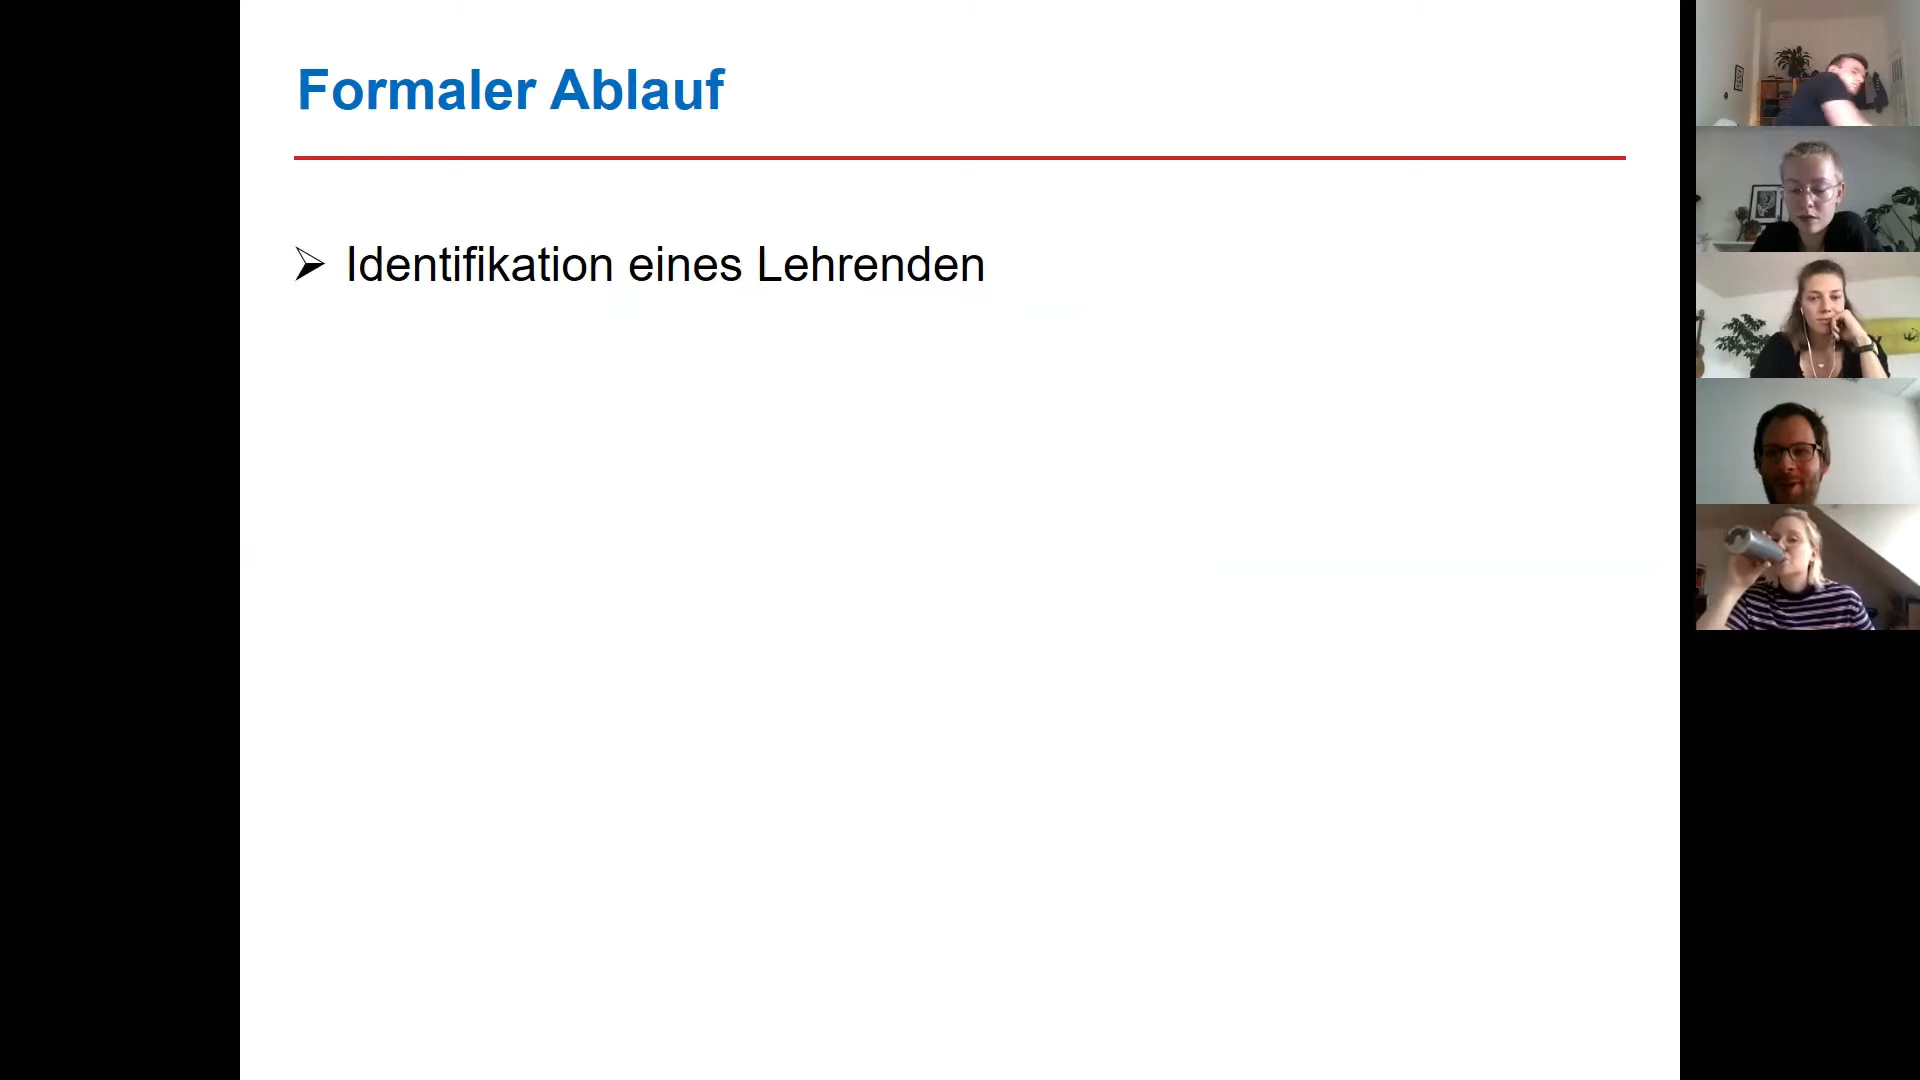 Formaler Ablauf
➢ Identifikation eines Lehrenden